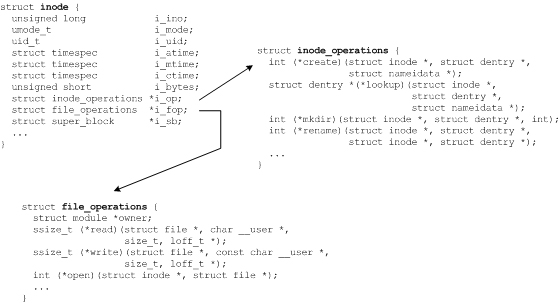 struct inode {
unsigned long i_ino;
umode_t i_mode;
uid_t i_uid;
struct timespec i_atime;
struct timespec i_mtime;
struct timespec i_ctime;
unsigned short i_bytes;
struct inode_operations *i_op;
struct file_operations *i_fop;
struct super_block *i_sb;
...
}
struct inode_operations {
int (*create)(struct inode *, struct dentry *,
struct nameidata *);
struct dentry *(*lookup)(struct inode *,
struct dentry *,
struct nameidata *);
int (*mkdir)(struct inode *, struct dentry *, int);
int (*rename)(struct inode *, struct dentry *,
struct inode *, struct dentry *);
...
}
struct file_operations {
struct module *owner;
ssize_t (*read)(struct file *, char __user *,
size_t, loff_t *);
ssize_t (*write)(struct file *, const char __user *,
size_t, loff_t *);
int (*open)(struct inode *, struct file *);
...
}